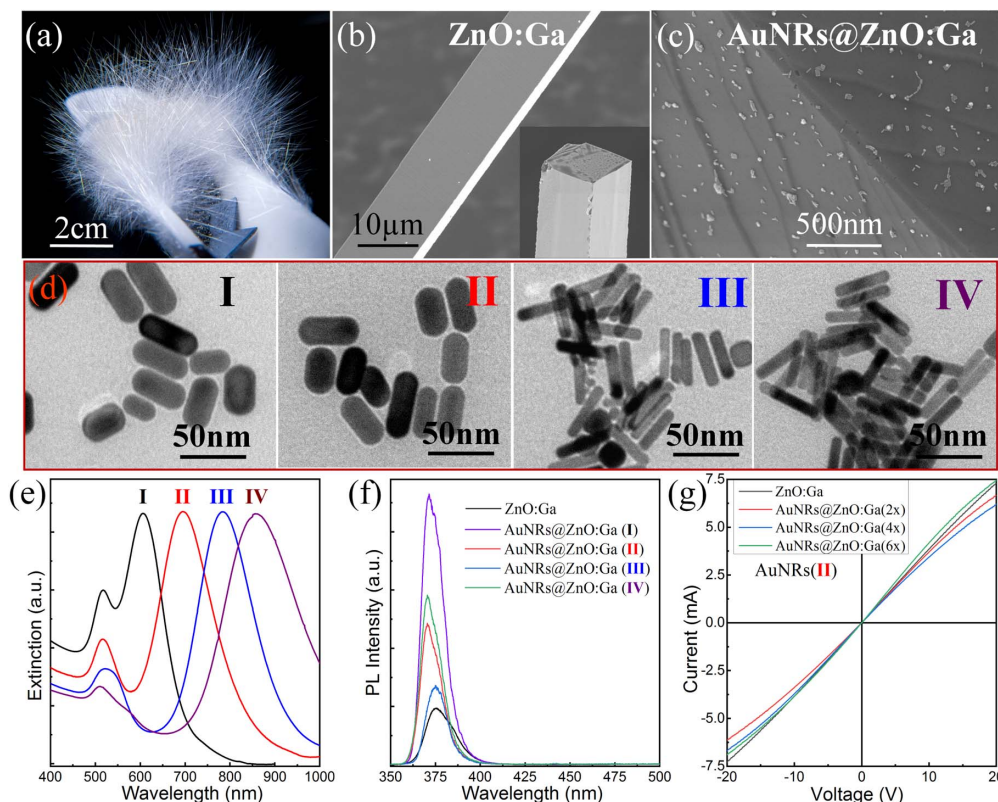 (a)
2cm
(b)
ZnO:Ga
10μm
(c)
AuNRs@ZnO:Ga
500nm
(d)
I
50nm
II
50nm
III
50nm
IV
50nm
(e)
I
II
III
IV
Extinction (a.u.)
400 500 600 700 800 900 1000
Wavelength (nm)
(f)
ZnO:Ga
AuNRs@ZnO:Ga (I)
AuNRs@ZnO:Ga (II)
AuNRs@ZnO:Ga (III)
AuNRs@ZnO:Ga (IV)
PL Intensity (a.u.)
350 375 400 425 450 475 500
Wavelength (nm)
(g)
ZnO:Ga
AuNRs@ZnO:Ga(2x)
AuNRs@ZnO:Ga(4x)
AuNRs@ZnO:Ga(6x)
AuNRs(II)
Current (mA)
7.5
5.0
2.5
0.0
-2.5
-5.0
-7.5
-20 -10 0 10 20
Voltage (V)